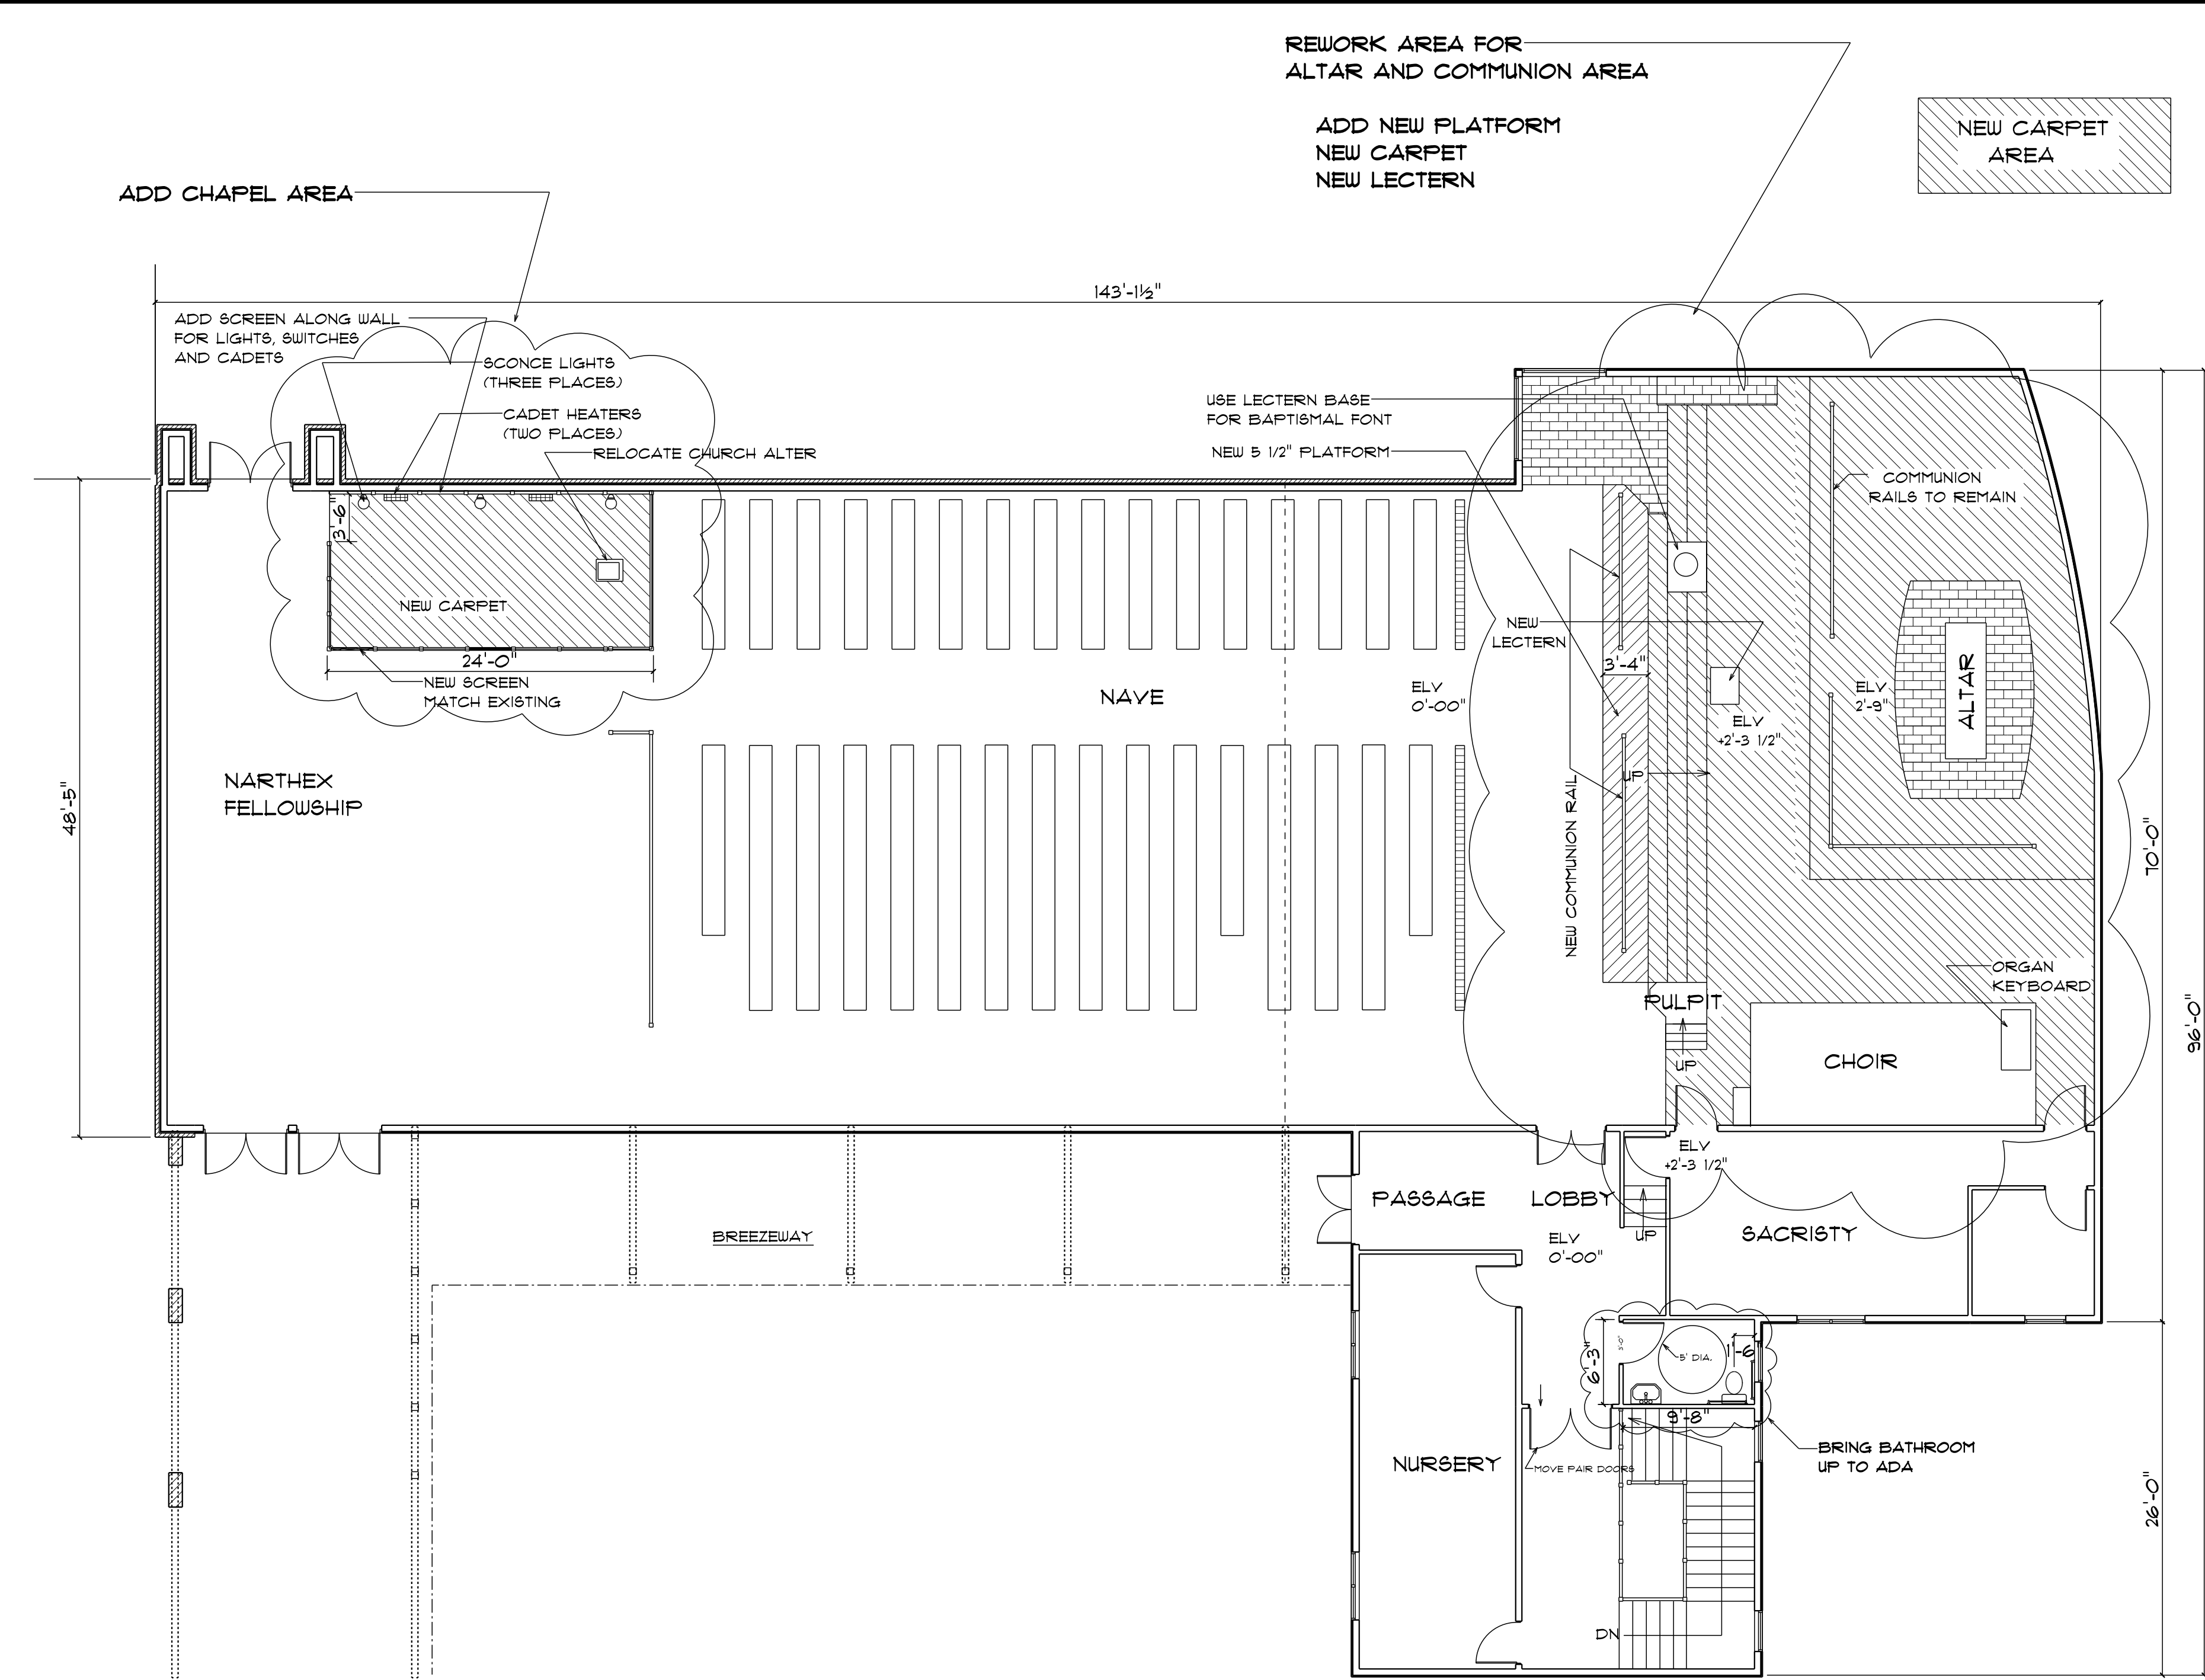 REWORK AREA FOR
ALTAR AND COMMUNION AREA
ADD NEW PLATFORM
NEW CARPET
NEW LECTERN
NEW CARPET
AREA
ADD CHAPEL AREA
143'-1½"
ADD SCREEN ALONG WALL
FOR LIGHTS, SWITCHES
AND CADETS
SCONCE LIGHTS
(THREE PLACES)
CADET HEATERS
(TWO PLACES)
RELOCATE CHURCH ALTER
USE LECTERN BASE
FOR BAPTISMAL FONT
NEW 5 1/2" PLATFORM
COMMUNION
RAILS TO REMAIN
3'-6"
NEW CARPET
24'-0"
NEW SCREEN
MATCH EXISTING
NAVE
ELV
0'-00"
NEW
LECTERN
3'-4"
ELV
+2'-3 1/2"
ELV
2'-9"
ALTAR
UP
NARTHEX
FELLOWSHIP
48'-5"
NEW COMMUNION RAIL
70'-0"
96'-0"
ORGAN
KEYBOARD
PULPIT
UP
CHOIR
ELV
+2'-3 1/2"
PASSAGE
LOBBY
ELV
0'-00"
UP
SACRISTY
BREEZEWAY
6'-3"
3'-0"
5' DIA.
1'-6"
9'-8"
BRING BATHROOM
UP TO ADA
NURSERY
MOVE PAIR DOORS
DN
26'-0"